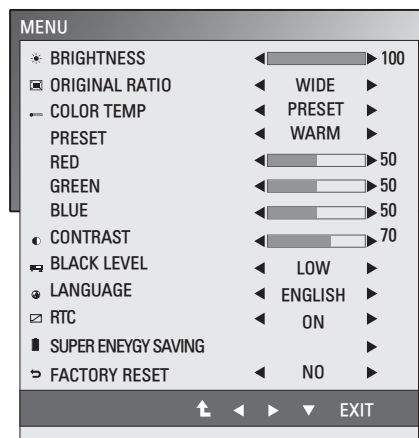 MENU
BRIGHTNESS 100
ORIGINAL RATIO WIDE
COLOR TEMP PRESET
PRESET WARM
RED 50
GREEN 50
BLUE 50
CONTRAST 70
BLACK LEVEL LOW
LANGUAGE ENGLISH
RTC ON
SUPER ENEYGY SAVING
FACTORY RESET NO
EXIT